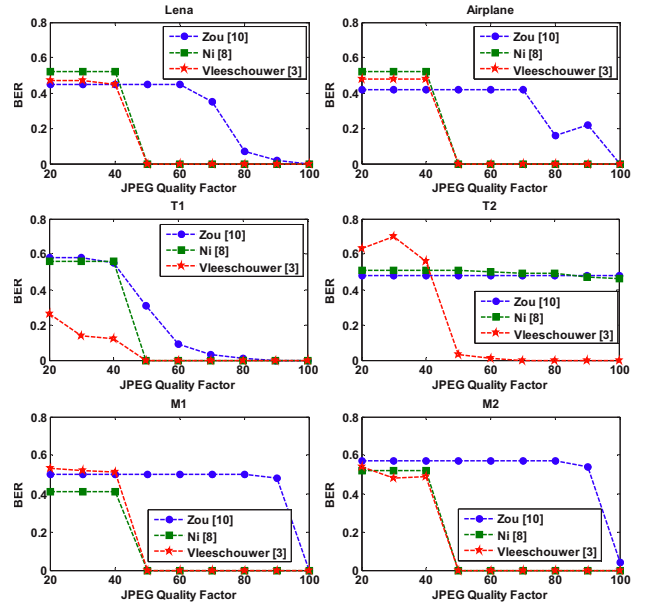 Lena
BER
0.8
0.6
0.4
0.2
0
20
40
60
80
100
JPEG Quality Factor
Zou [10]
Ni [8]
Vleeschouwer [3]
Airplane
BER
0.8
0.6
0.4
0.2
0
20
40
60
80
100
JPEG Quality Factor
Zou [10]
Ni [8]
Vleeschouwer [3]
T1
BER
0.8
0.6
0.4
0.2
0
20
40
60
80
100
JPEG Quality Factor
Zou [10]
Ni [8]
Vleeschouwer [3]
T2
BER
0.8
0.6
0.4
0.2
0
20
40
60
80
100
JPEG Quality Factor
Zou [10]
Ni [8]
Vleeschouwer [3]
M1
BER
0.8
0.6
0.4
0.2
0
20
40
60
80
100
JPEG Quality Factor
Zou [10]
Ni [8]
Vleeschouwer [3]
M2
BER
0.8
0.6
0.4
0.2
0
20
40
60
80
100
JPEG Quality Factor
Zou [10]
Ni [8]
Vleeschouwer [3]